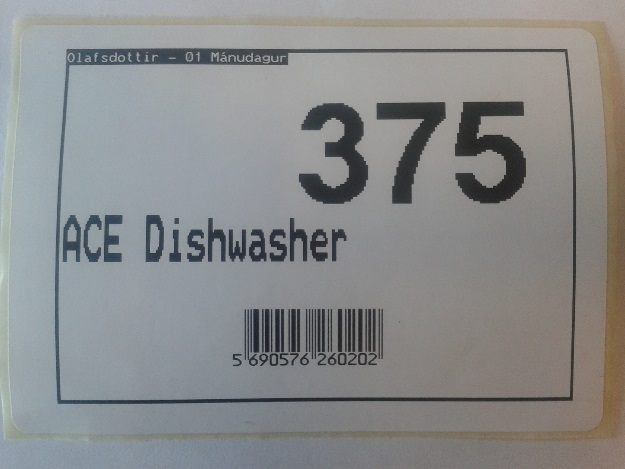 Olafsdottir - 01 Mánudagur
375
ACE Dishwasher
5 690576 260202